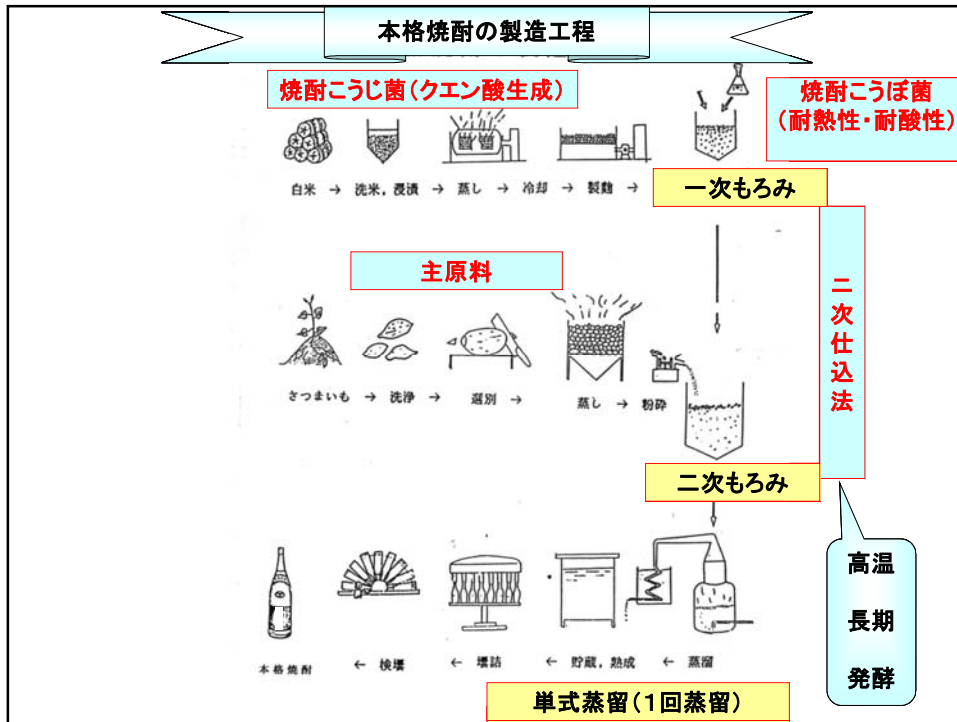 本格焼酎の製造工程
焼酎こうじ菌（クエン酸生成）
焼酎こうぼ菌
（耐熱性・耐酸性）
白米 → 洗米，浸漬 → 蒸し → 冷却 → 製麴 →
一次もろみ
主原料
二次仕込法
さつまいも → 洗浄 → 選別 → 蒸し → 粉砕
二次もろみ
高温
長期
発酵
本格焼酎 ← 検壜 ← 壜詰 ← 貯蔵，熟成 ← 蒸留
単式蒸留（１回蒸留）